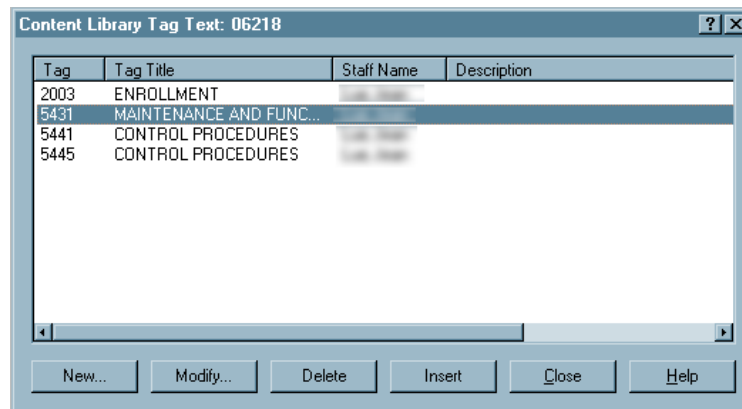 Content Library Tag Text: 06218
Tag Tag Title Staff Name Description
2003 ENROLLMENT
5431 MAINTENANCE AND FUNC...
5441 CONTROL PROCEDURES
5445 CONTROL PROCEDURES
New... Modify... Delete Insert Close Help